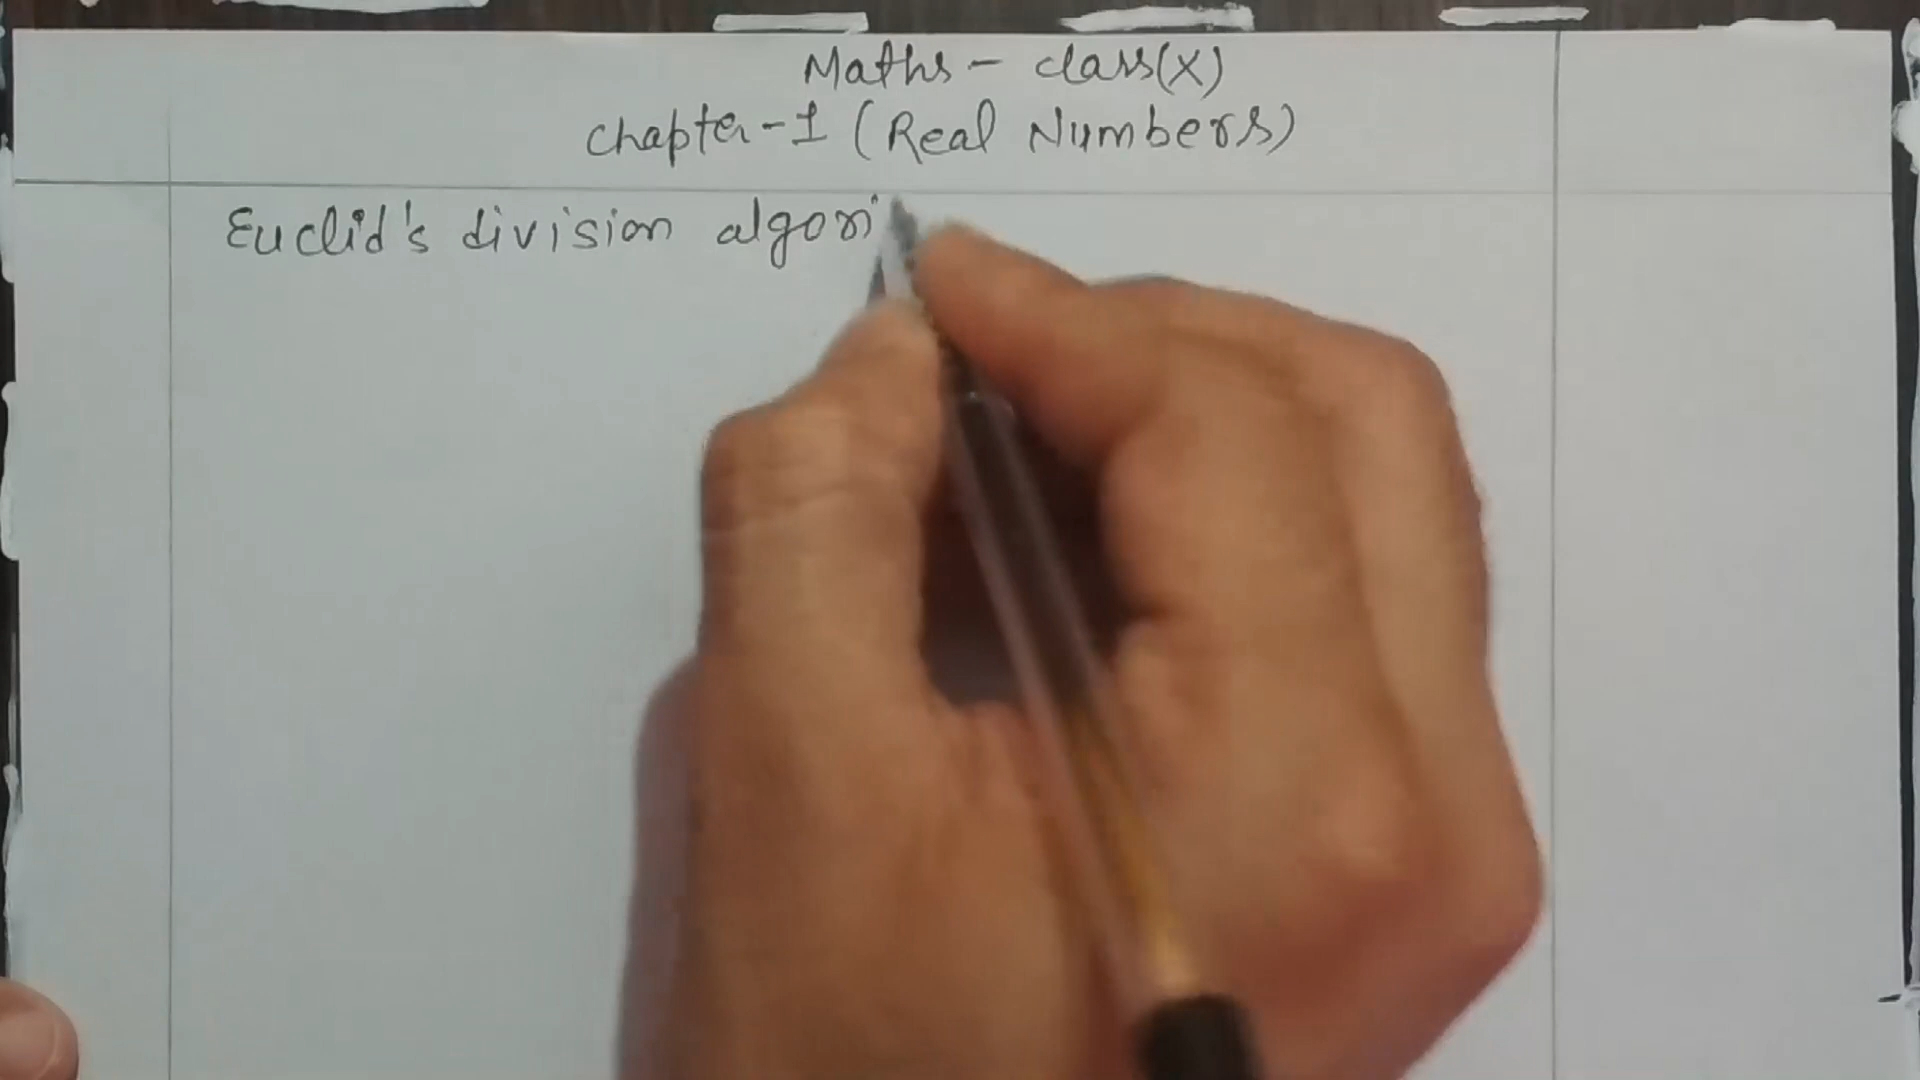 Maths - class(X)
Chapter-1 (Real Numbers)
Euclid's division algori